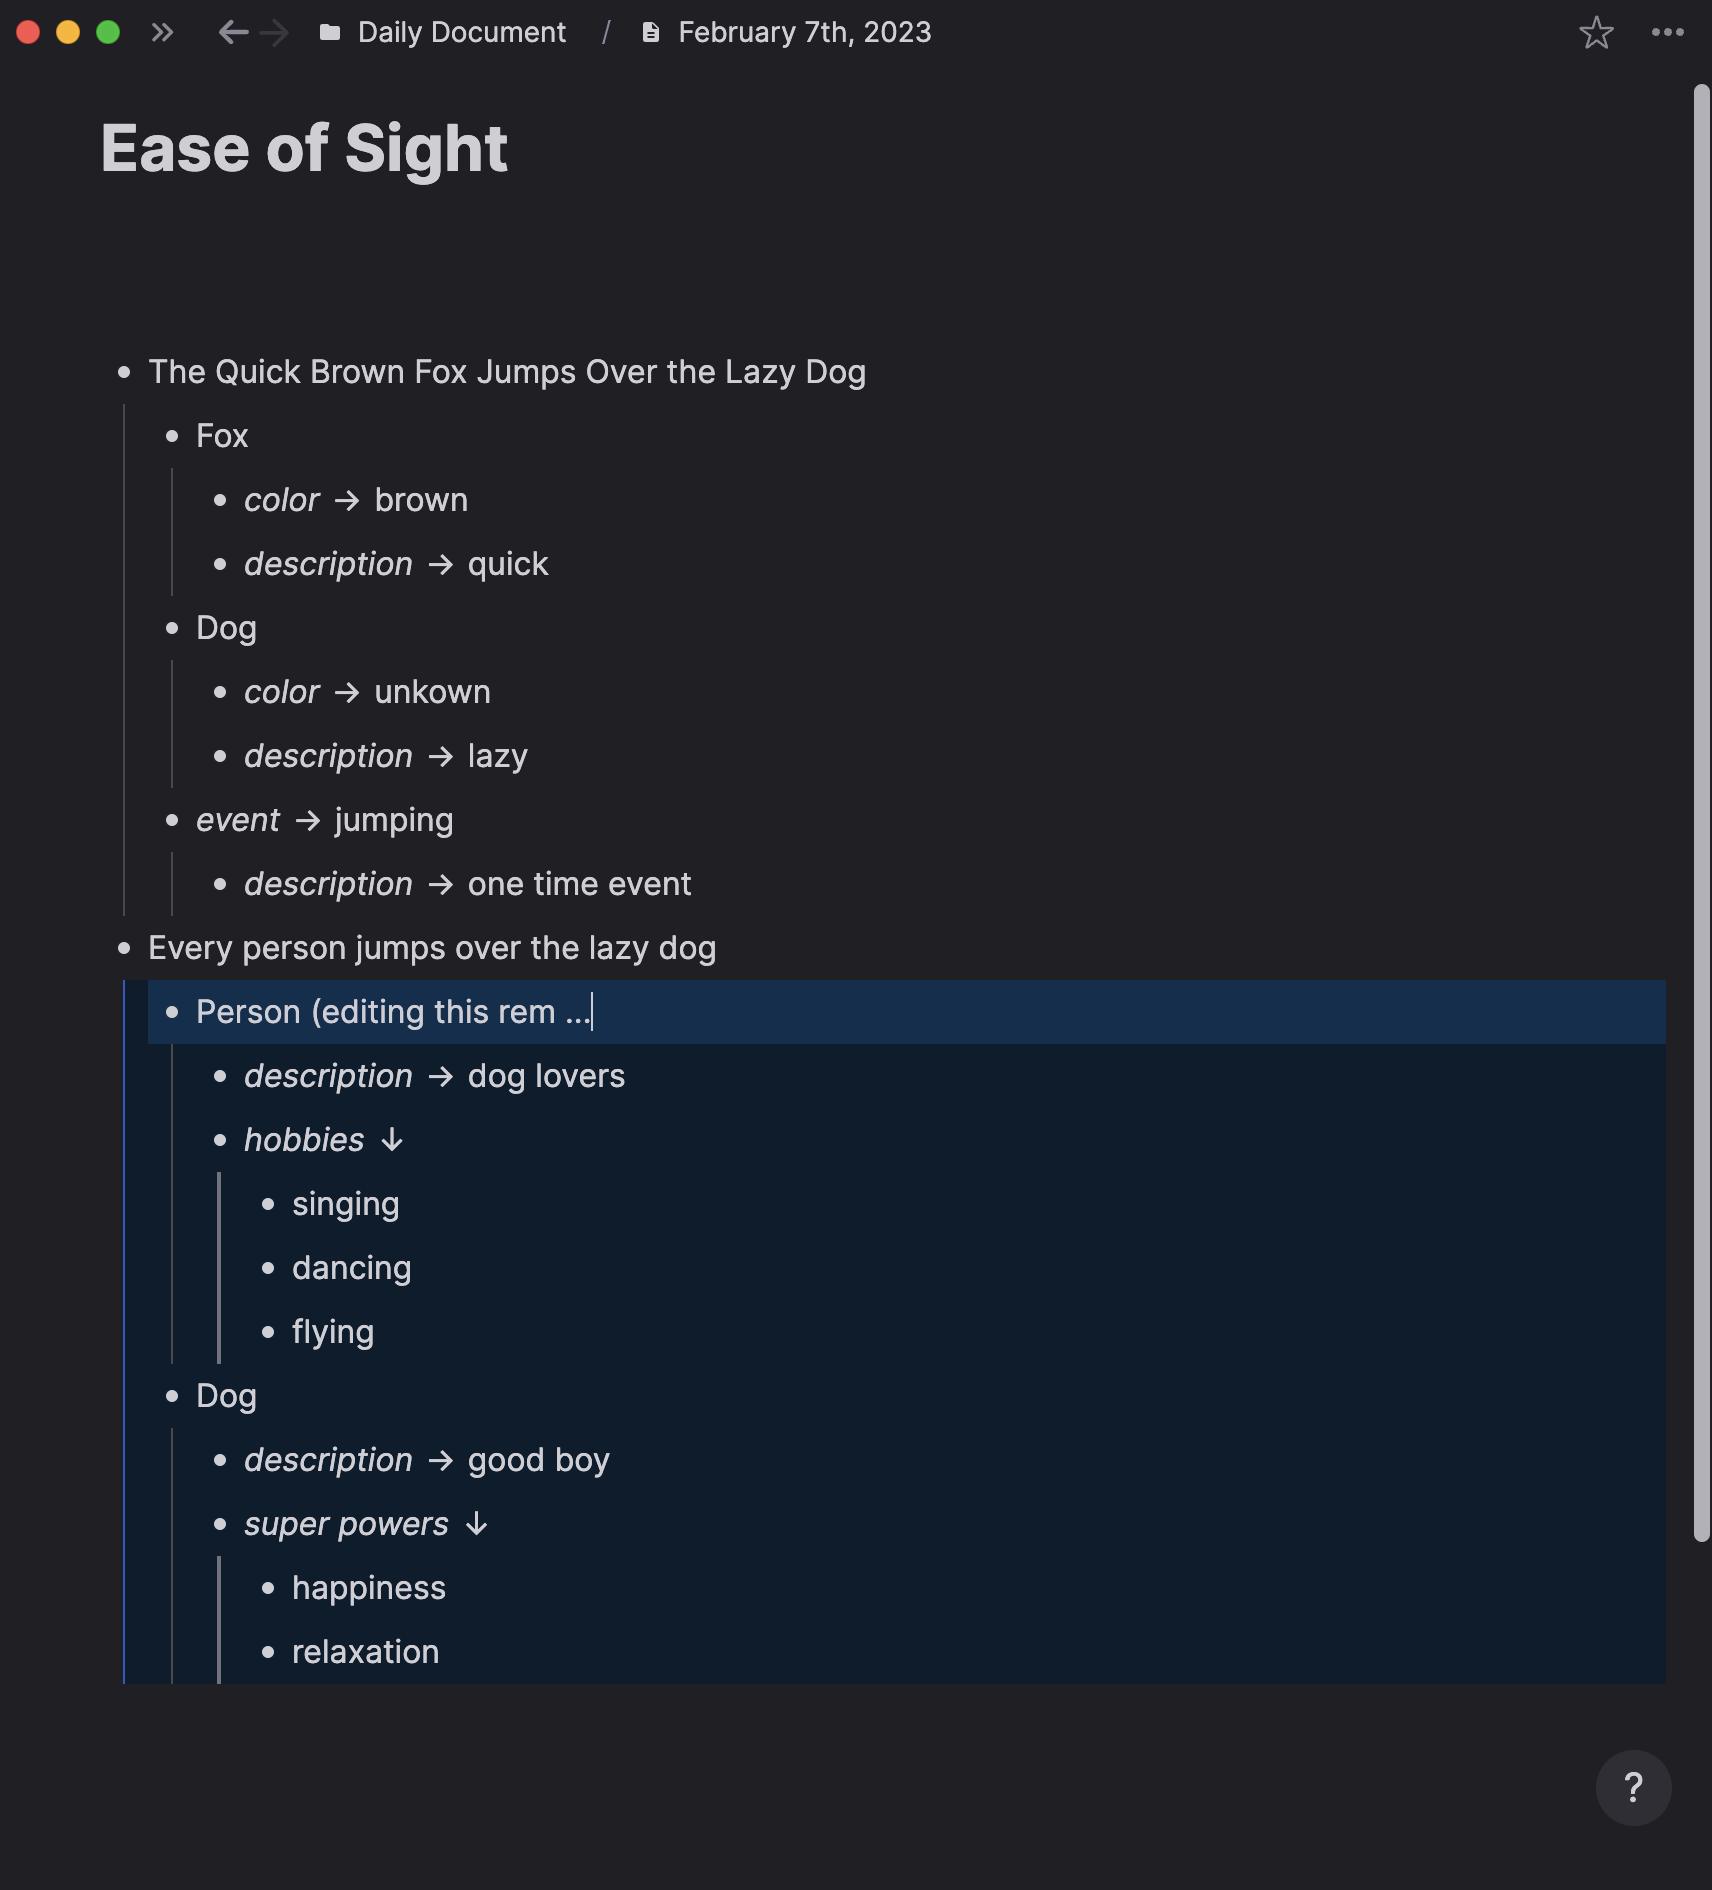 Daily Document / February 7th, 2023
Ease of Sight
The Quick Brown Fox Jumps Over the Lazy Dog
Fox
color → brown
description → quick
Dog
color → unkown
description → lazy
event → jumping
description → one time event
Every person jumps over the lazy dog
Person (editing this rem ...
description → dog lovers
hobbies ↓
singing
dancing
flying
Dog
description → good boy
super powers ↓
happiness
relaxation
?